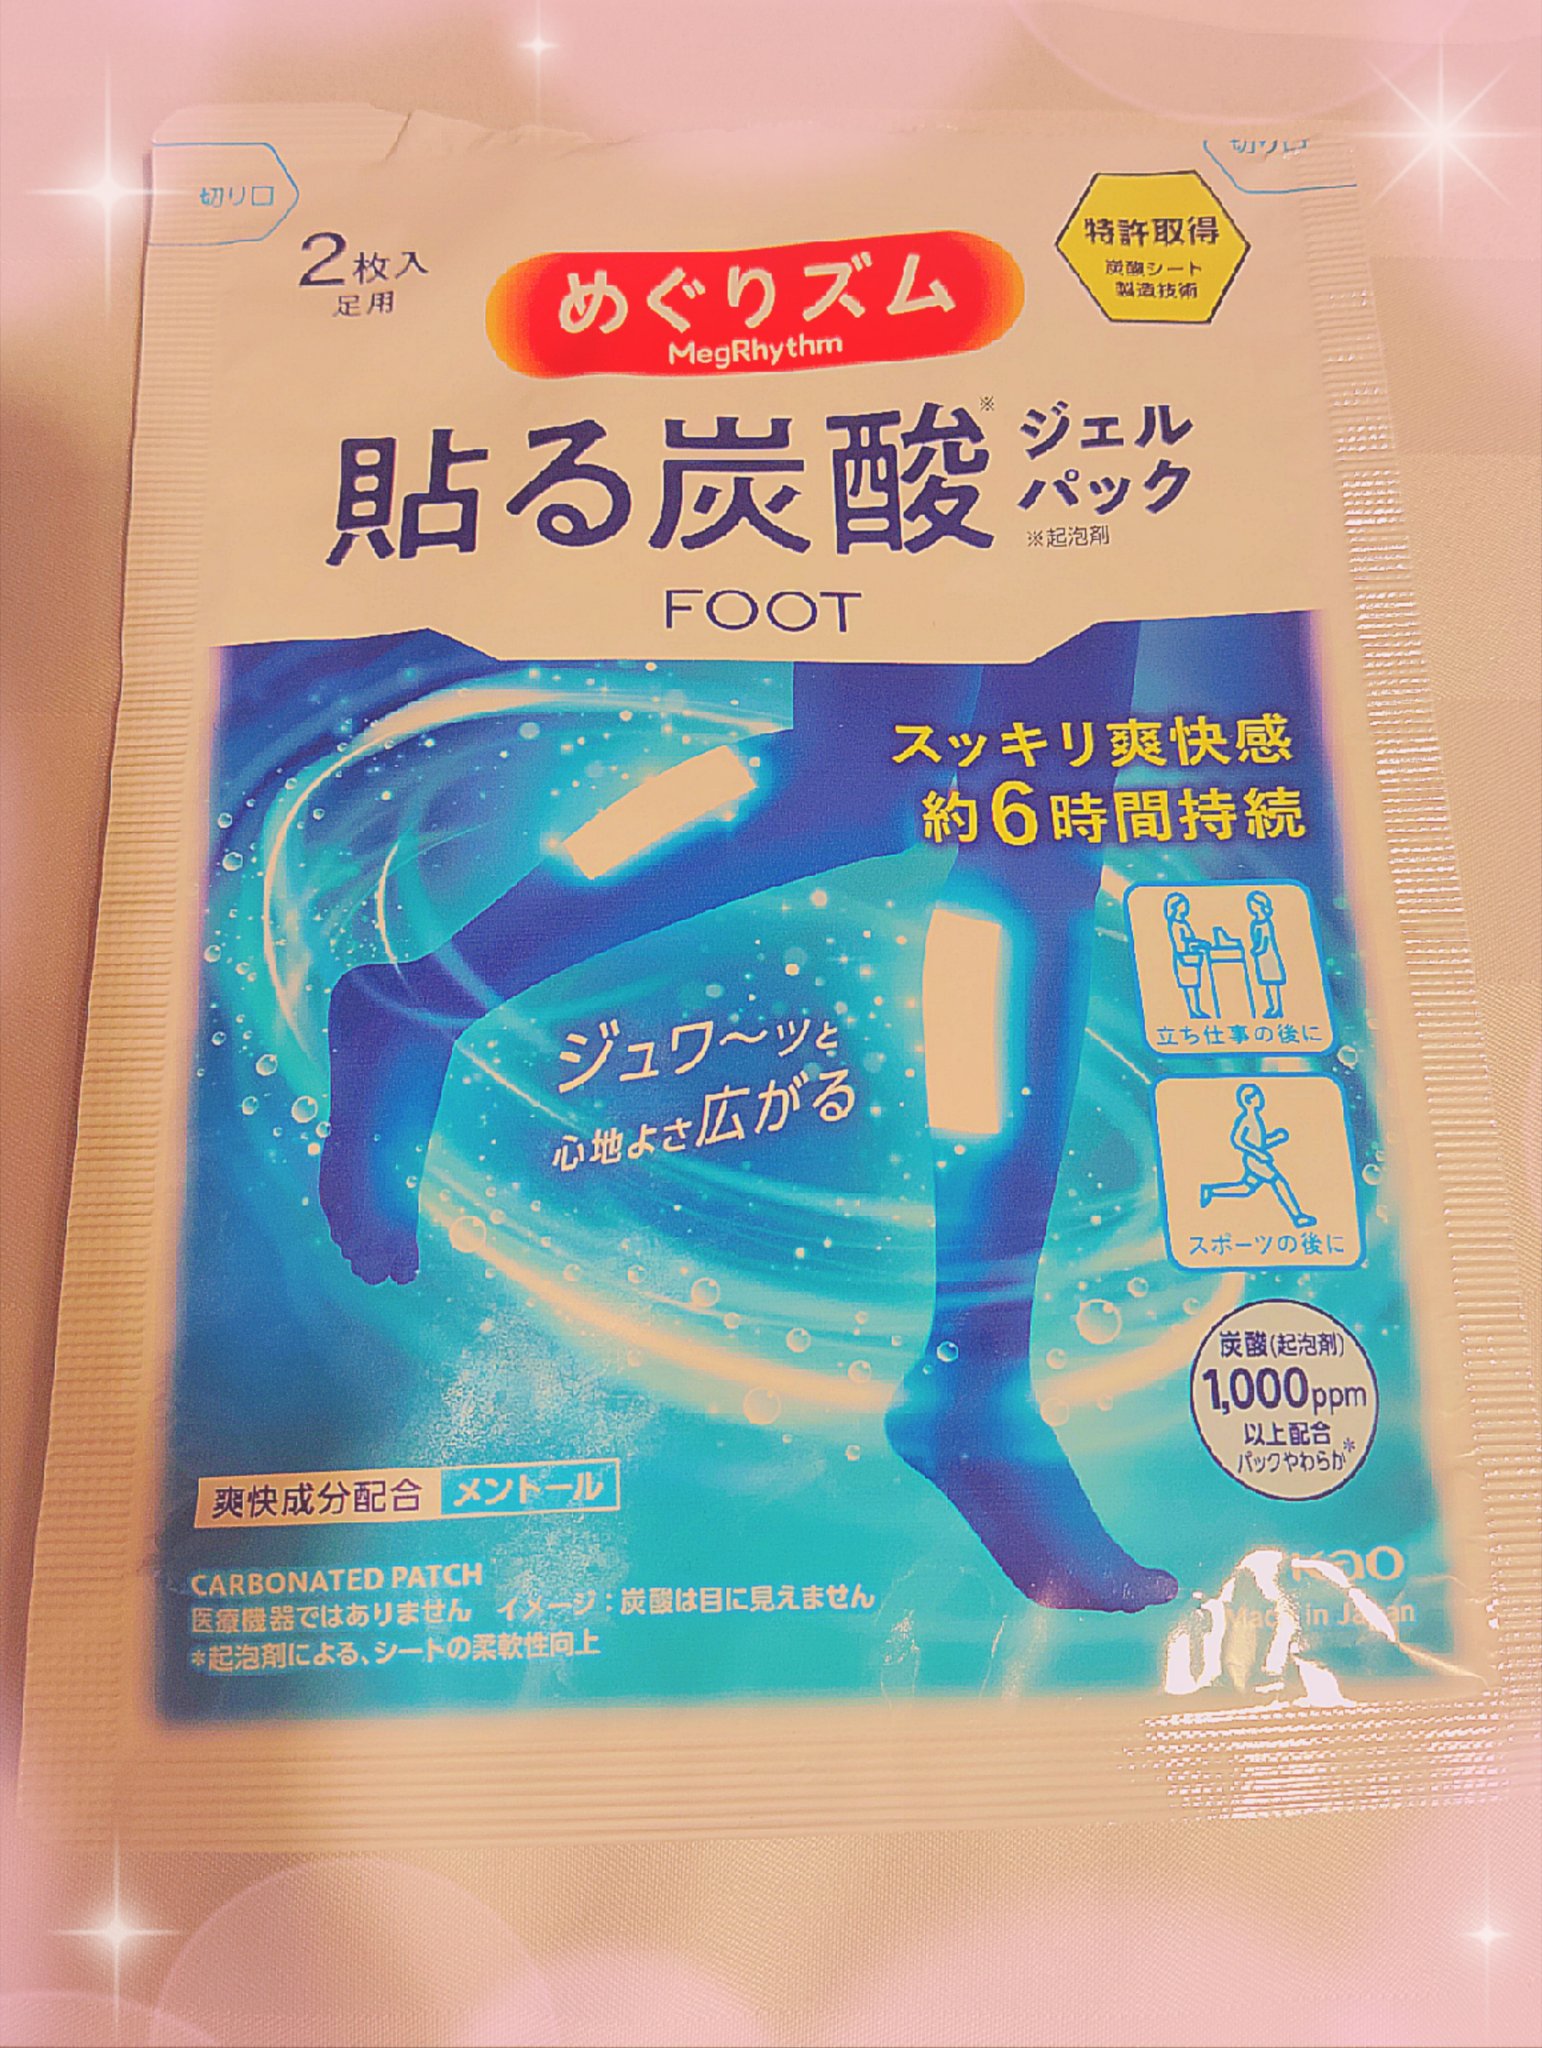 切り口
切り口
2枚入
足用
めぐりズム
MegRhythm
特許取得
炭酸シート
製造技術
貼る炭酸※ジェルパック
※起泡剤
FOOT
スッキリ爽快感
約6時間持続
ジュワ〜ッと
心地よさ広がる
立ち仕事の後に
スポーツの後に
炭酸(起泡剤)
1,000ppm
以上配合
パックやわらか*
爽快成分配合 メントール
CARBONATED PATCH
医療機器ではありません イメージ:炭酸は目に見えません
*起泡剤による、シートの柔軟性向上
Kao
Made in Japan